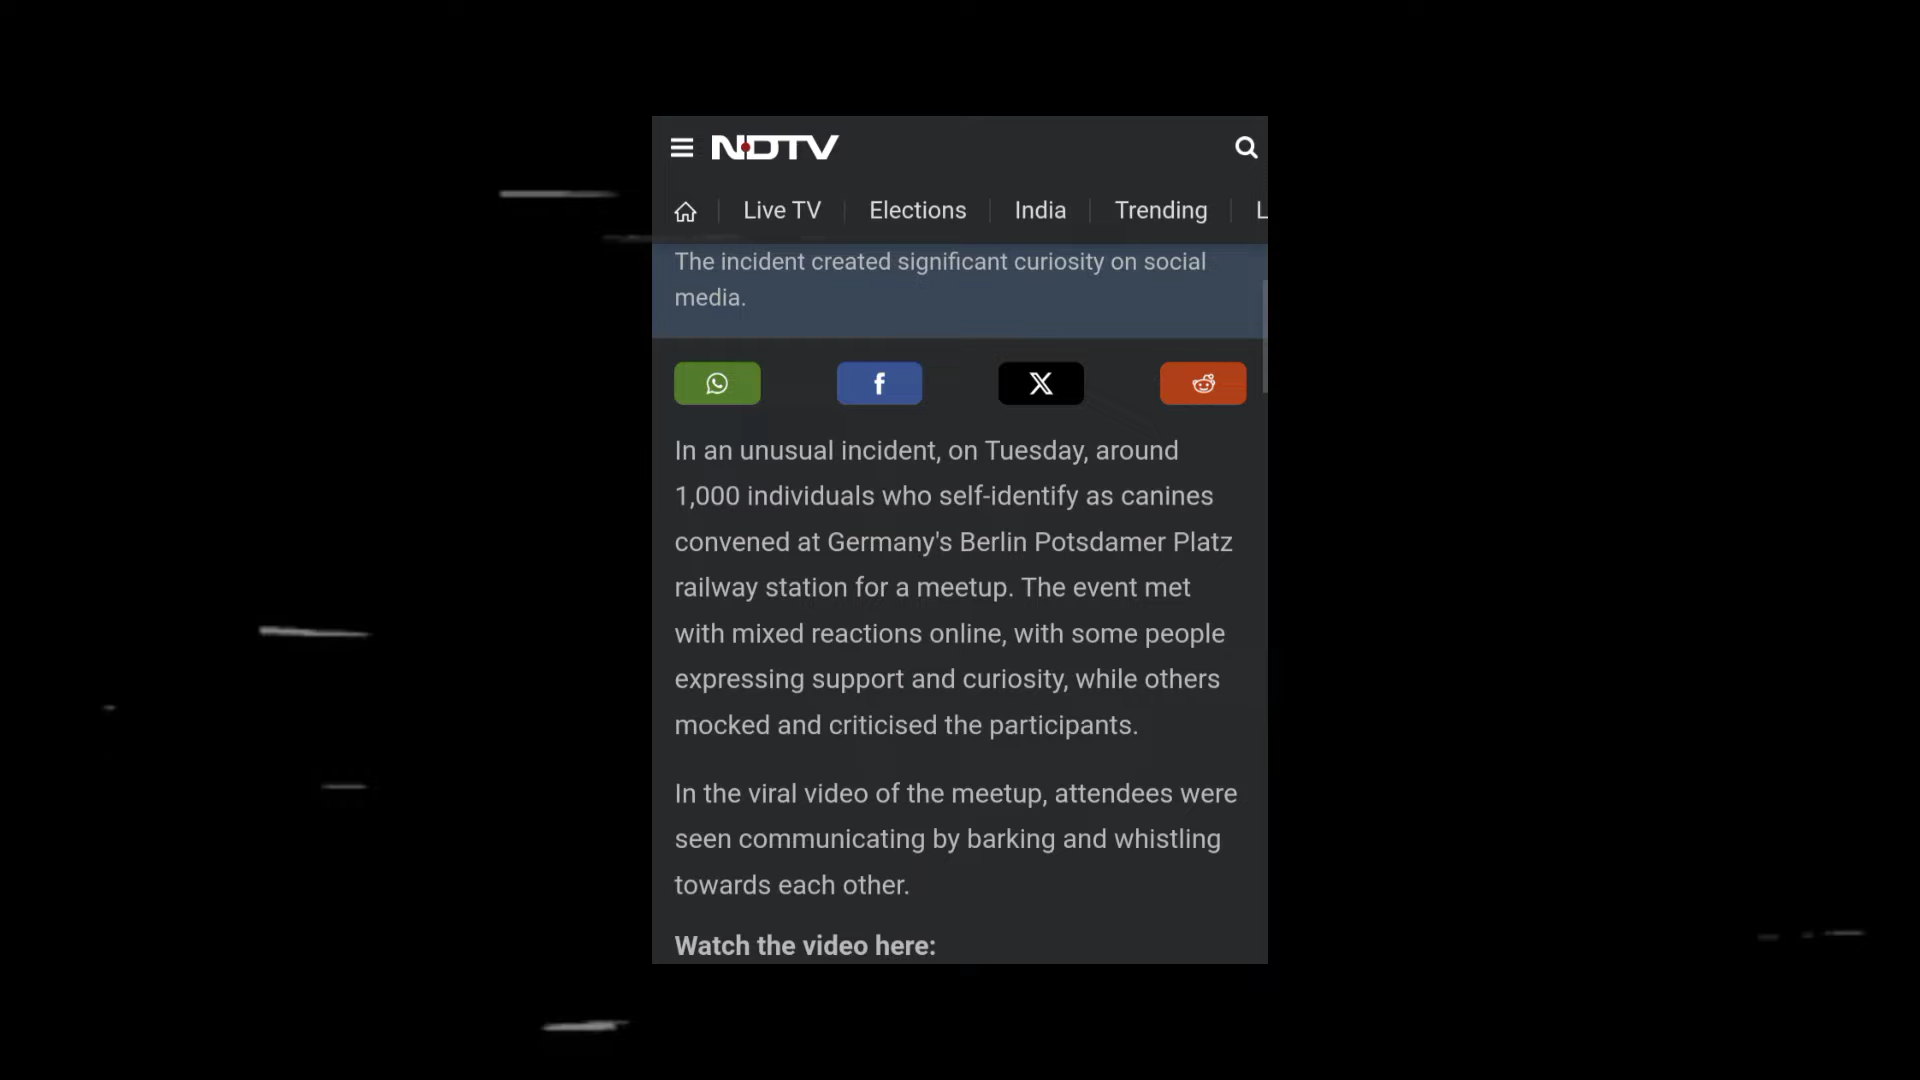 NDTV
Live TV Elections India Trending L
The incident created significant curiosity on social
media.
In an unusual incident, on Tuesday, around
1,000 individuals who self-identify as canines
convened at Germany's Berlin Potsdamer Platz
railway station for a meetup. The event met
with mixed reactions online, with some people
expressing support and curiosity, while others
mocked and criticised the participants.
In the viral video of the meetup, attendees were
seen communicating by barking and whistling
towards each other.
Watch the video here: